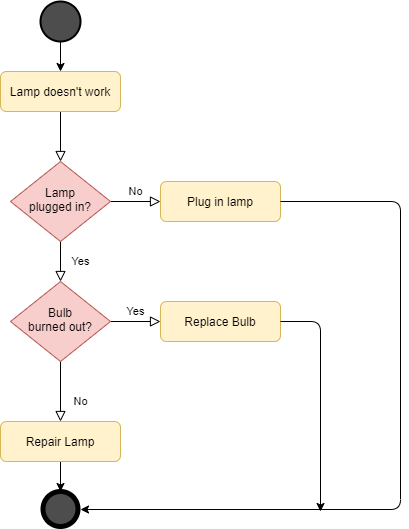 Lamp doesn't work
Lamp
plugged in?
No
Plug in lamp
Yes
Bulb
burned out?
Yes
Replace Bulb
No
Repair Lamp